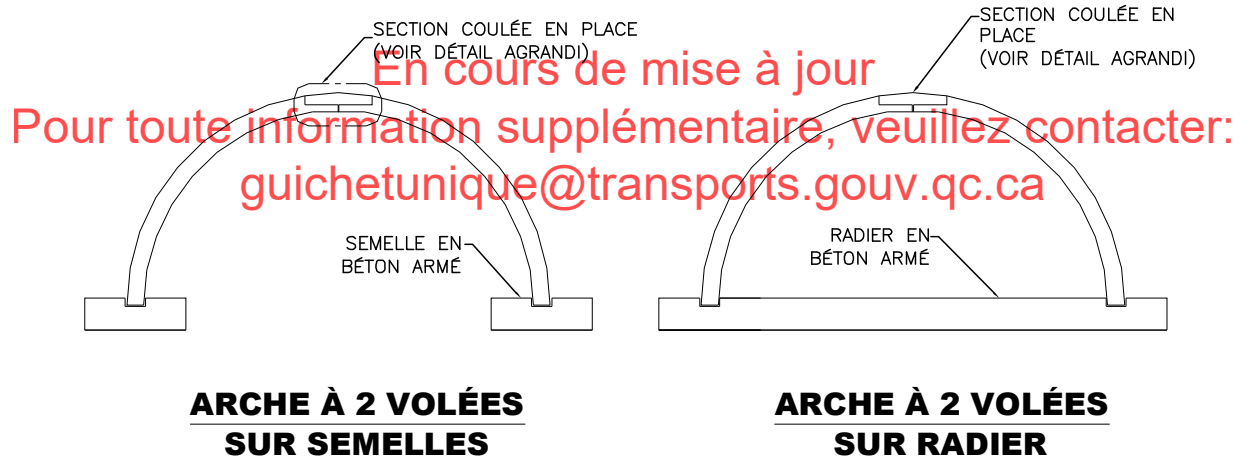 SECTION COULÉE EN PLACE
(VOIR DÉTAIL AGRANDI)
SECTION COULÉE EN
PLACE
(VOIR DÉTAIL AGRANDI)
En cours de mise à jour
Pour toute information supplémentaire, veuillez contacter:
guichetunique@transports.gouv.qc.ca
SEMELLE EN
BÉTON ARMÉ
RADIER EN
BÉTON ARMÉ
ARCHE À 2 VOLÉES
SUR SEMELLES
ARCHE À 2 VOLÉES
SUR RADIER